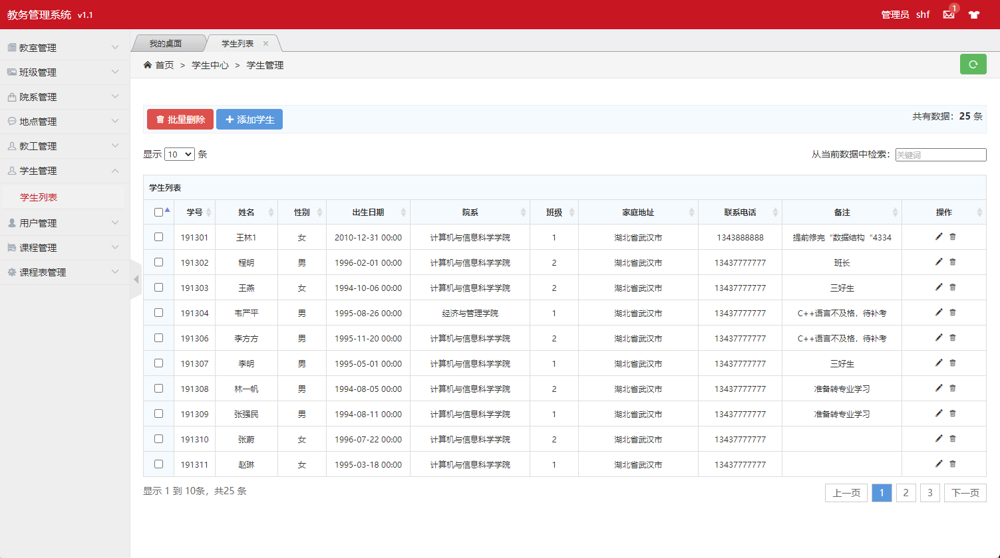 教务管理系统 v1.1
管理员 shf 1
教室管理
班级管理
院系管理
地点管理
教工管理
学生管理
学生列表
用户管理
课程管理
课程表管理
我的桌面 学生列表 ×
首页 > 学生中心 > 学生管理
批量删除 添加学生 共有数据：25 条
显示 10 条 从当前数据中检索： 关键词
学生列表
学号 姓名 性别 出生日期 院系 班级 家庭地址 联系电话 备注 操作
191301 王林1 女 2010-12-31 00:00 计算机与信息科学学院 1 湖北省武汉市 1343888888 提前修完“数据结构“4334
191302 程明 男 1996-02-01 00:00 计算机与信息科学学院 2 湖北省武汉市 13437777777 班长
191303 王燕 女 1994-10-06 00:00 计算机与信息科学学院 2 湖北省武汉市 13437777777 三好生
191304 韦严平 男 1995-08-26 00:00 经济与管理学院 1 湖北省武汉市 13437777777 C++语言不及格，待补考
191306 李方方 男 1995-11-20 00:00 计算机与信息科学学院 2 湖北省武汉市 13437777777 C++语言不及格，待补考
191307 李明 男 1995-05-01 00:00 计算机与信息科学学院 1 湖北省武汉市 13437777777 三好生
191308 林一帆 男 1994-08-05 00:00 计算机与信息科学学院 2 湖北省武汉市 13437777777 准备转专业学习
191309 张强民 男 1994-08-11 00:00 计算机与信息科学学院 1 湖北省武汉市 13437777777 准备转专业学习
191310 张蔚 女 1996-07-22 00:00 计算机与信息科学学院 2 湖北省武汉市 13437777777
191311 赵琳 女 1995-03-18 00:00 计算机与信息科学学院 1 湖北省武汉市 13437777777
显示 1 到 10条，共25 条 上一页 1 2 3 下一页